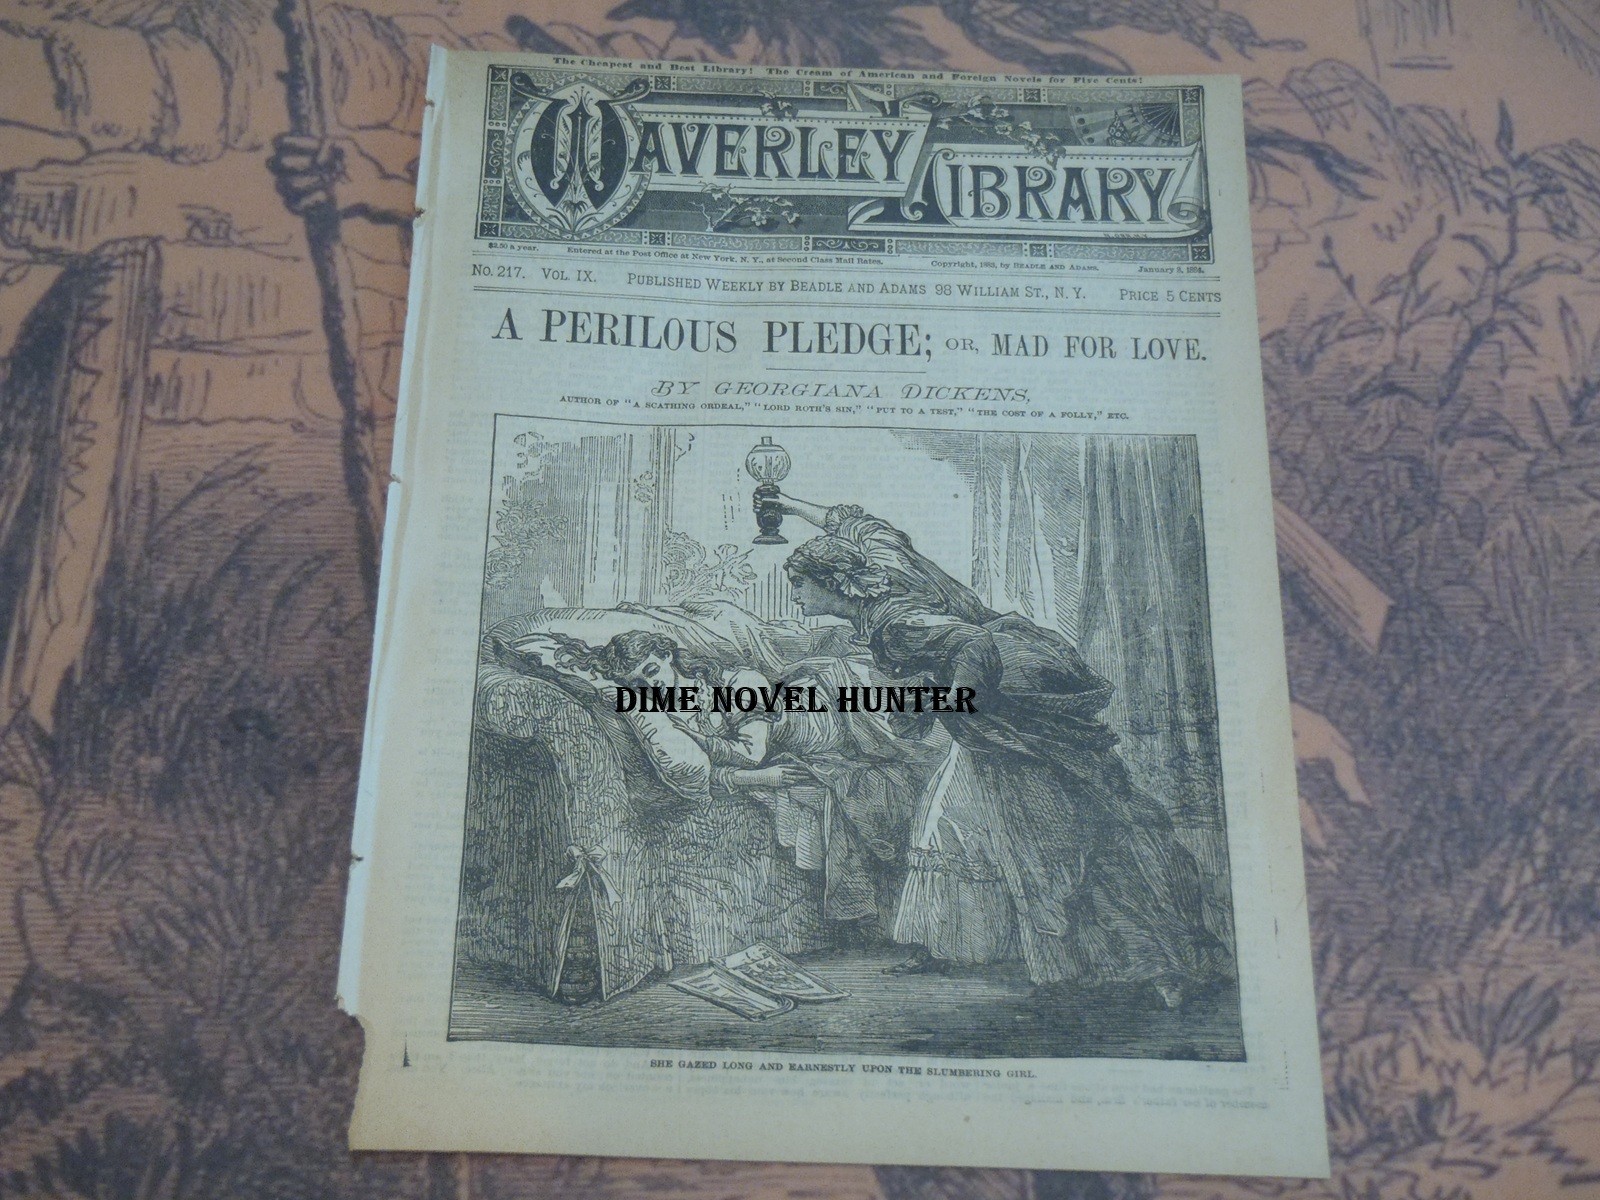 The Cheapest and Best Library! The Cream of American and Foreign Novels for Five Cents!
WAVERLEY LIBRARY
$2.50 a year. Entered at the Post Office at New York, N. Y., at Second Class Mail Rates. Copyright, 1883, by BEADLE AND ADAMS. January 8, 1884.
No. 217. VOL. IX. PUBLISHED WEEKLY BY BEADLE AND ADAMS 98 WILLIAM ST., N. Y. PRICE 5 CENTS
A PERILOUS PLEDGE; OR, MAD FOR LOVE.
BY GEORGIANA DICKENS,
AUTHOR OF "A SCATHING ORDEAL," "LORD ROTH'S SIN," "PUT TO A TEST," "THE COST OF A FOLLY," ETC.
DIME NOVEL HUNTER
SHE GAZED LONG AND EARNESTLY UPON THE SLUMBERING GIRL.